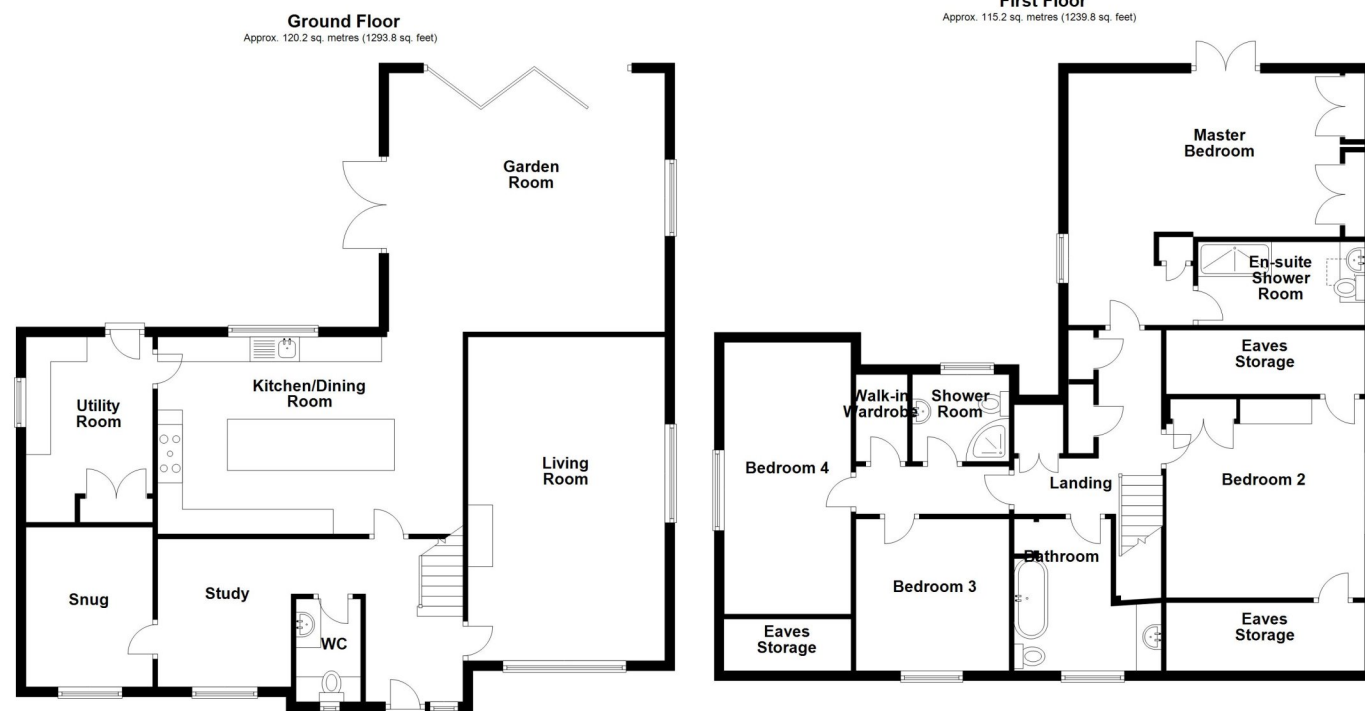 Ground Floor
Approx. 120.2 sq. metres (1293.8 sq. feet)
Garden
Room
Kitchen/Dining
Room
Utility
Room
Living
Room
Snug
Study
WC
First Floor
Approx. 115.2 sq. metres (1239.8 sq. feet)
Master
Bedroom
En-suite
Shower
Room
Eaves
Storage
Walk-in
Wardrobe
Shower
Room
Bedroom 4
Landing
Bedroom 2
Bathroom
Bedroom 3
Eaves
Storage
Eaves
Storage